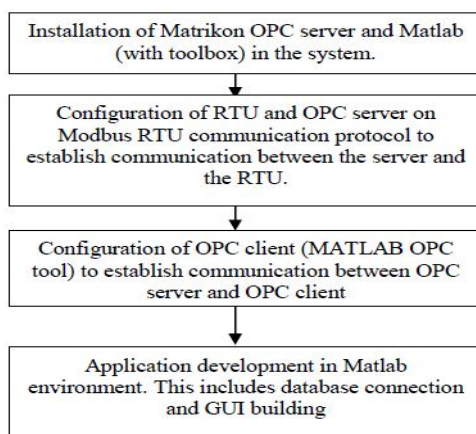 Installation of Matrikon OPC server and Matlab
(with toolbox) in the system.
Configuration of RTU and OPC server on
Modbus RTU communication protocol to
establish communication between the server and
the RTU.
Configuration of OPC client (MATLAB OPC
tool) to establish communication between OPC
server and OPC client
Application development in Matlab
environment. This includes database connection
and GUI building